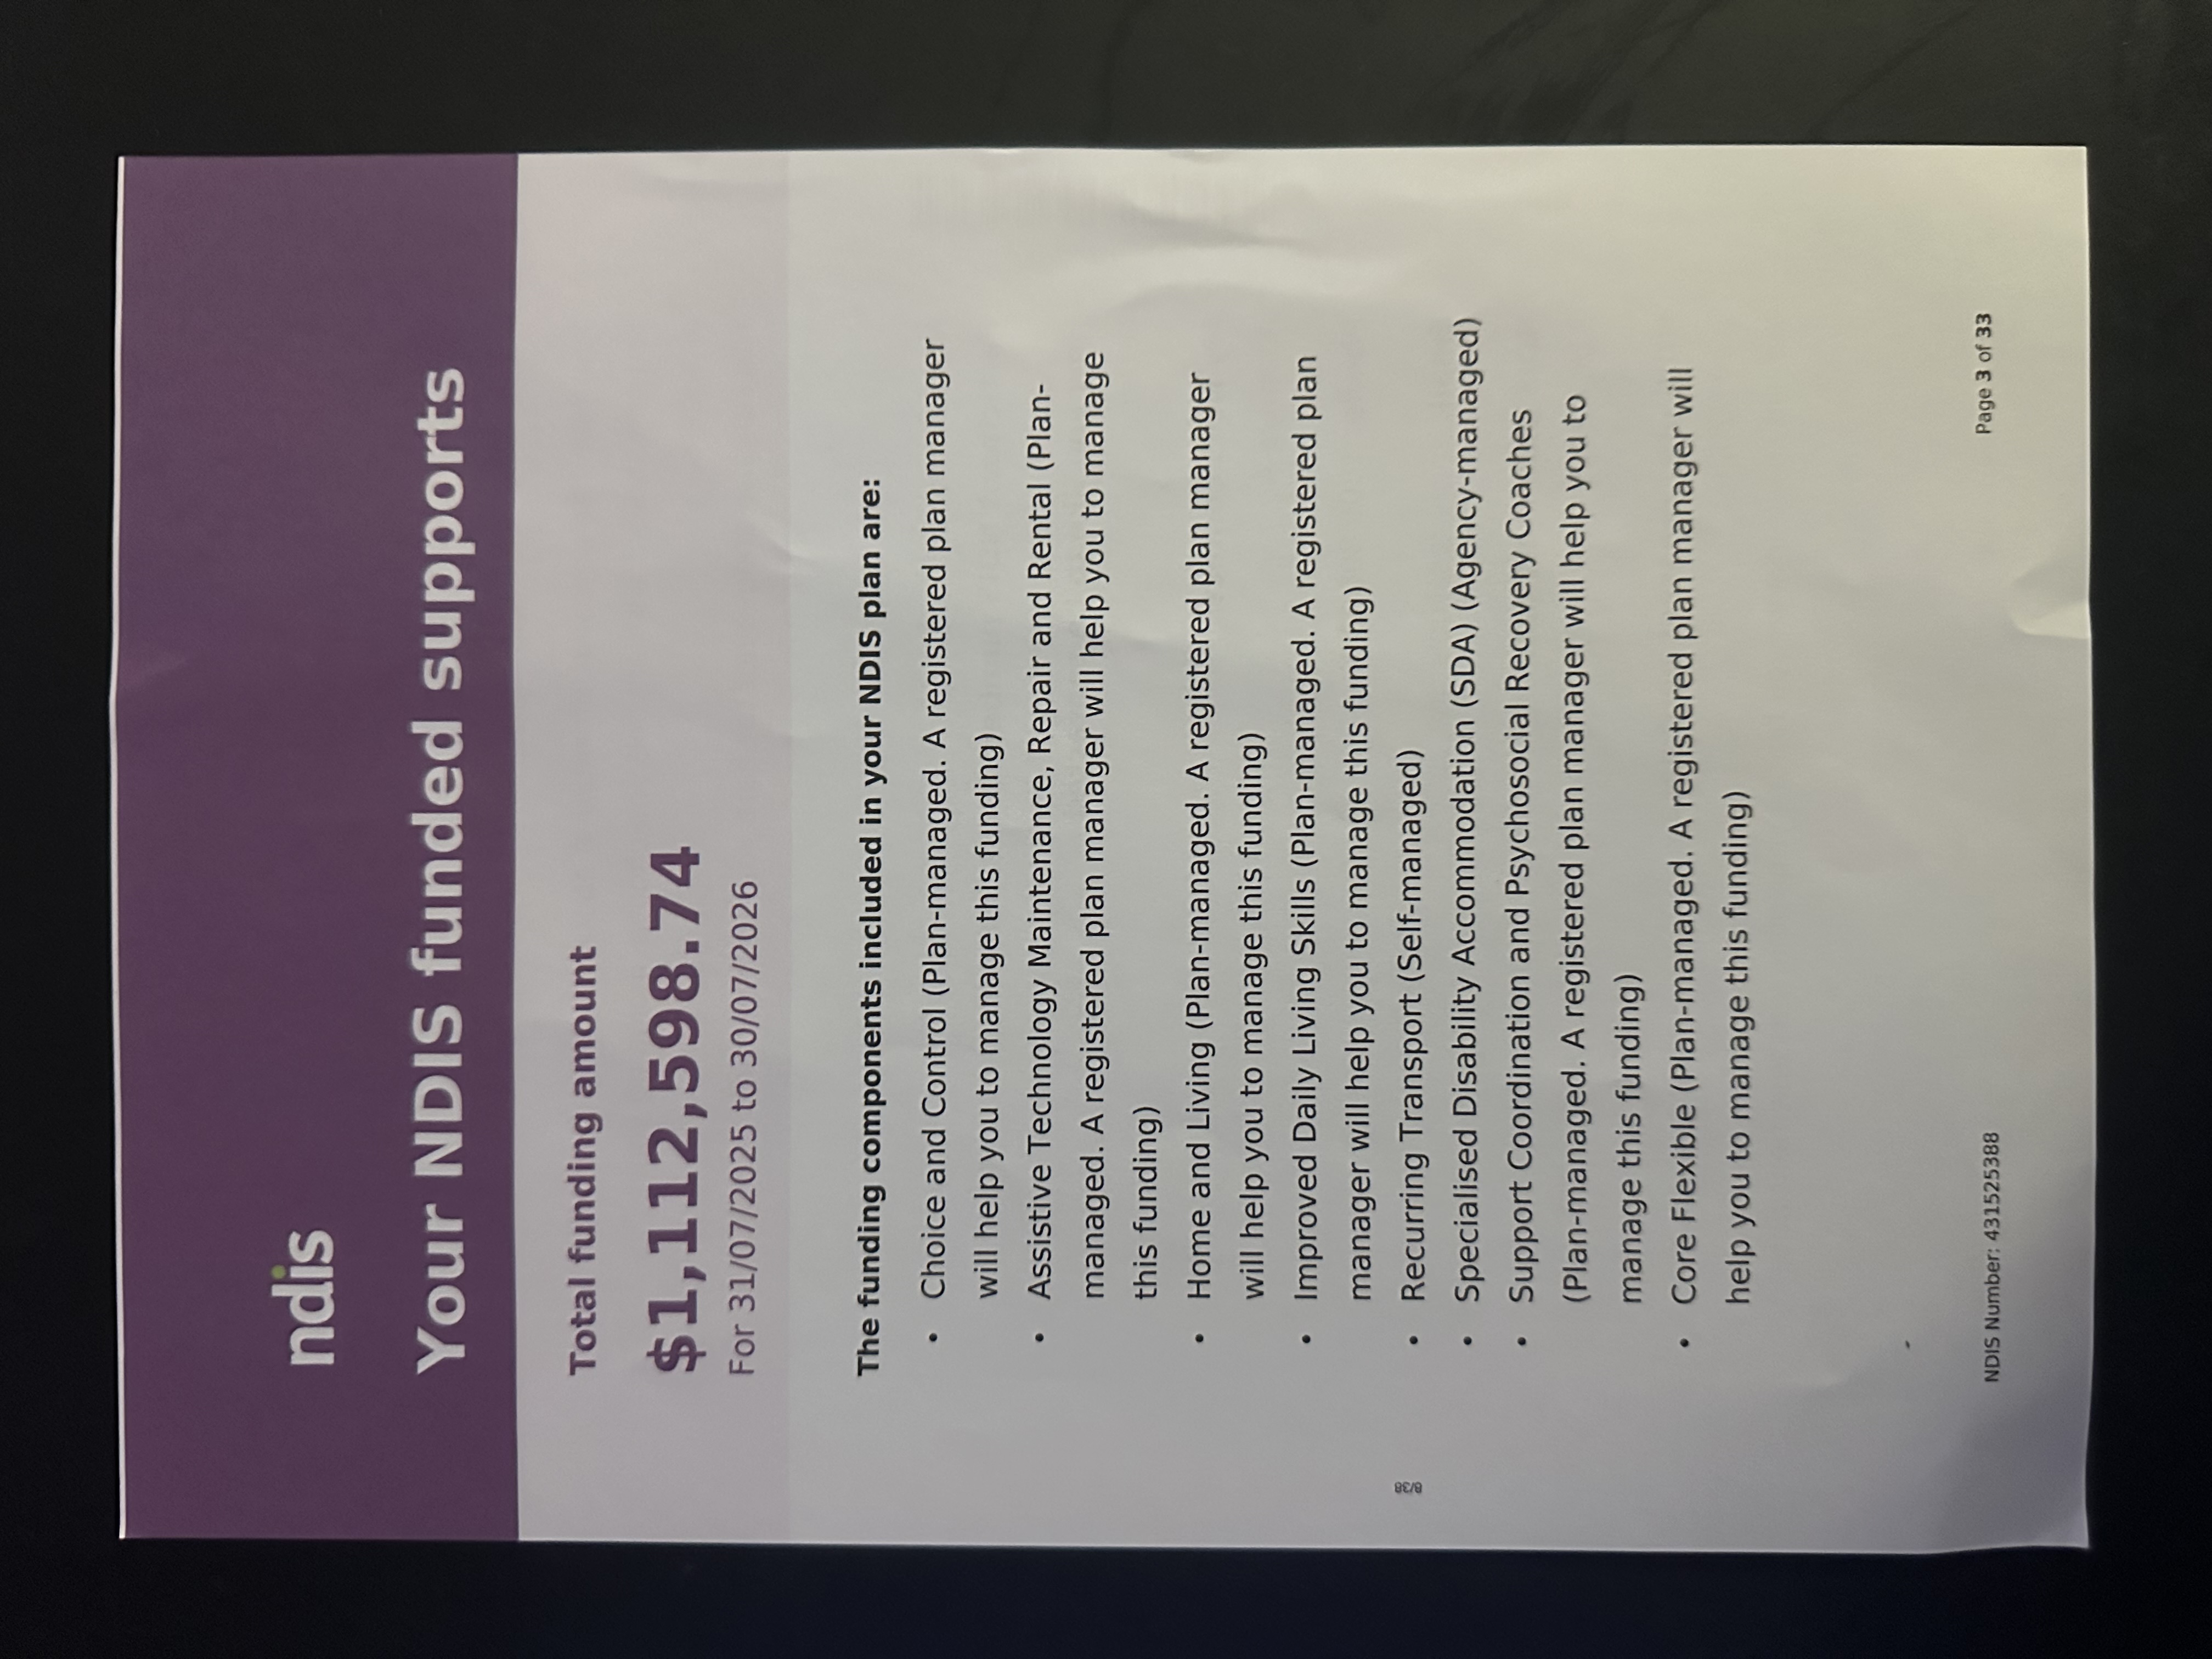 ndis
Your NDIS funded supports
Total funding amount
$1,112,598.74
For 31/07/2025 to 30/07/2026
The funding components included in your NDIS plan are:
• Choice and Control (Plan-managed. A registered plan manager
will help you to manage this funding)
• Assistive Technology Maintenance, Repair and Rental (Plan-
managed. A registered plan manager will help you to manage
this funding)
• Home and Living (Plan-managed. A registered plan manager
will help you to manage this funding)
• Improved Daily Living Skills (Plan-managed. A registered plan
manager will help you to manage this funding)
• Recurring Transport (Self-managed)
• Specialised Disability Accommodation (SDA) (Agency-managed)
• Support Coordination and Psychosocial Recovery Coaches
(Plan-managed. A registered plan manager will help you to
manage this funding)
• Core Flexible (Plan-managed. A registered plan manager will
help you to manage this funding)
8/38
NDIS Number: 431525388
Page 3 of 33